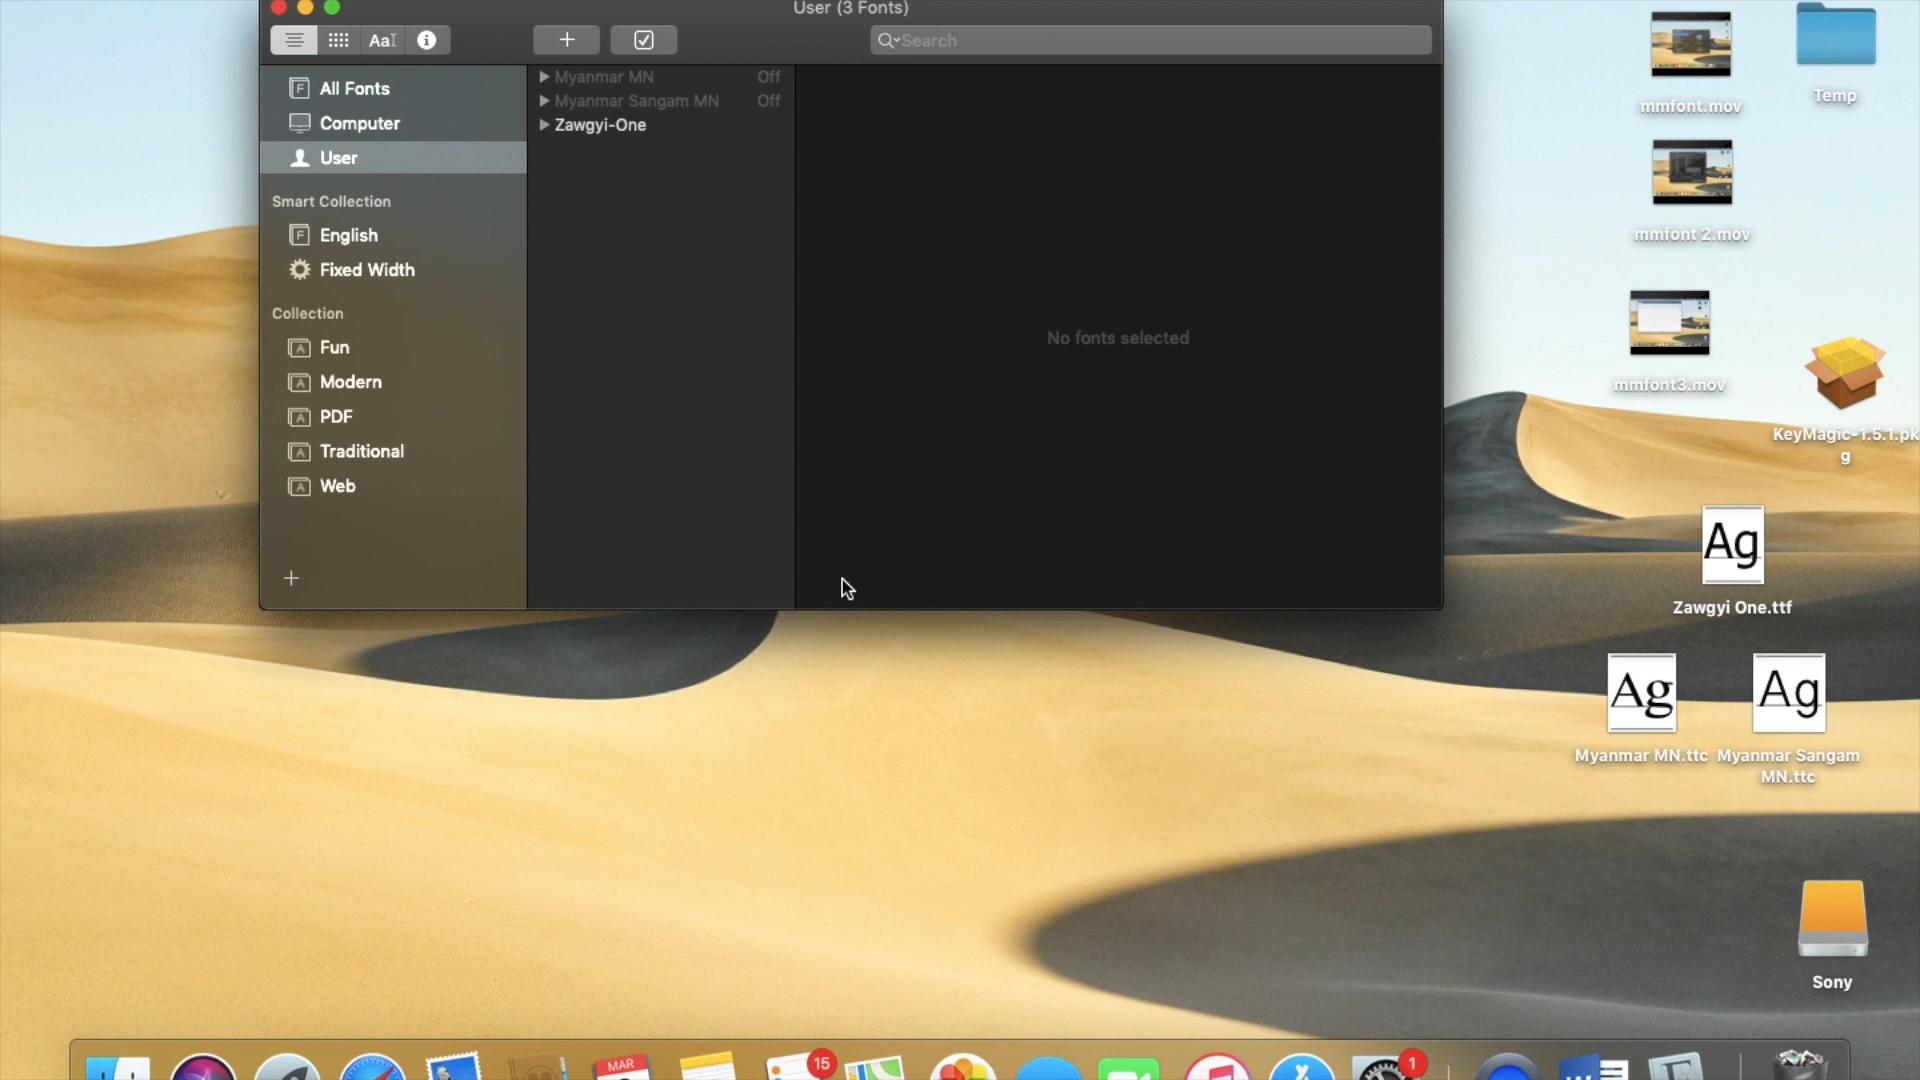 User (3 Fonts)
Aa
Search
All Fonts
Computer
User
Smart Collection
English
Fixed Width
Collection
Fun
Modern
PDF
Traditional
Web
Myanmar MN Off
Myanmar Sangam MN Off
Zawgyi-One
No fonts selected
mmfont.mov
Temp
mmfont 2.mov
mmfont3.mov
KeyMagic-1.5.1.pk
g
Ag
Zawgyi One.ttf
Ag
Ag
Myanmar MN.ttc
Myanmar Sangam
MN.ttc
Sony
MAR
15
1